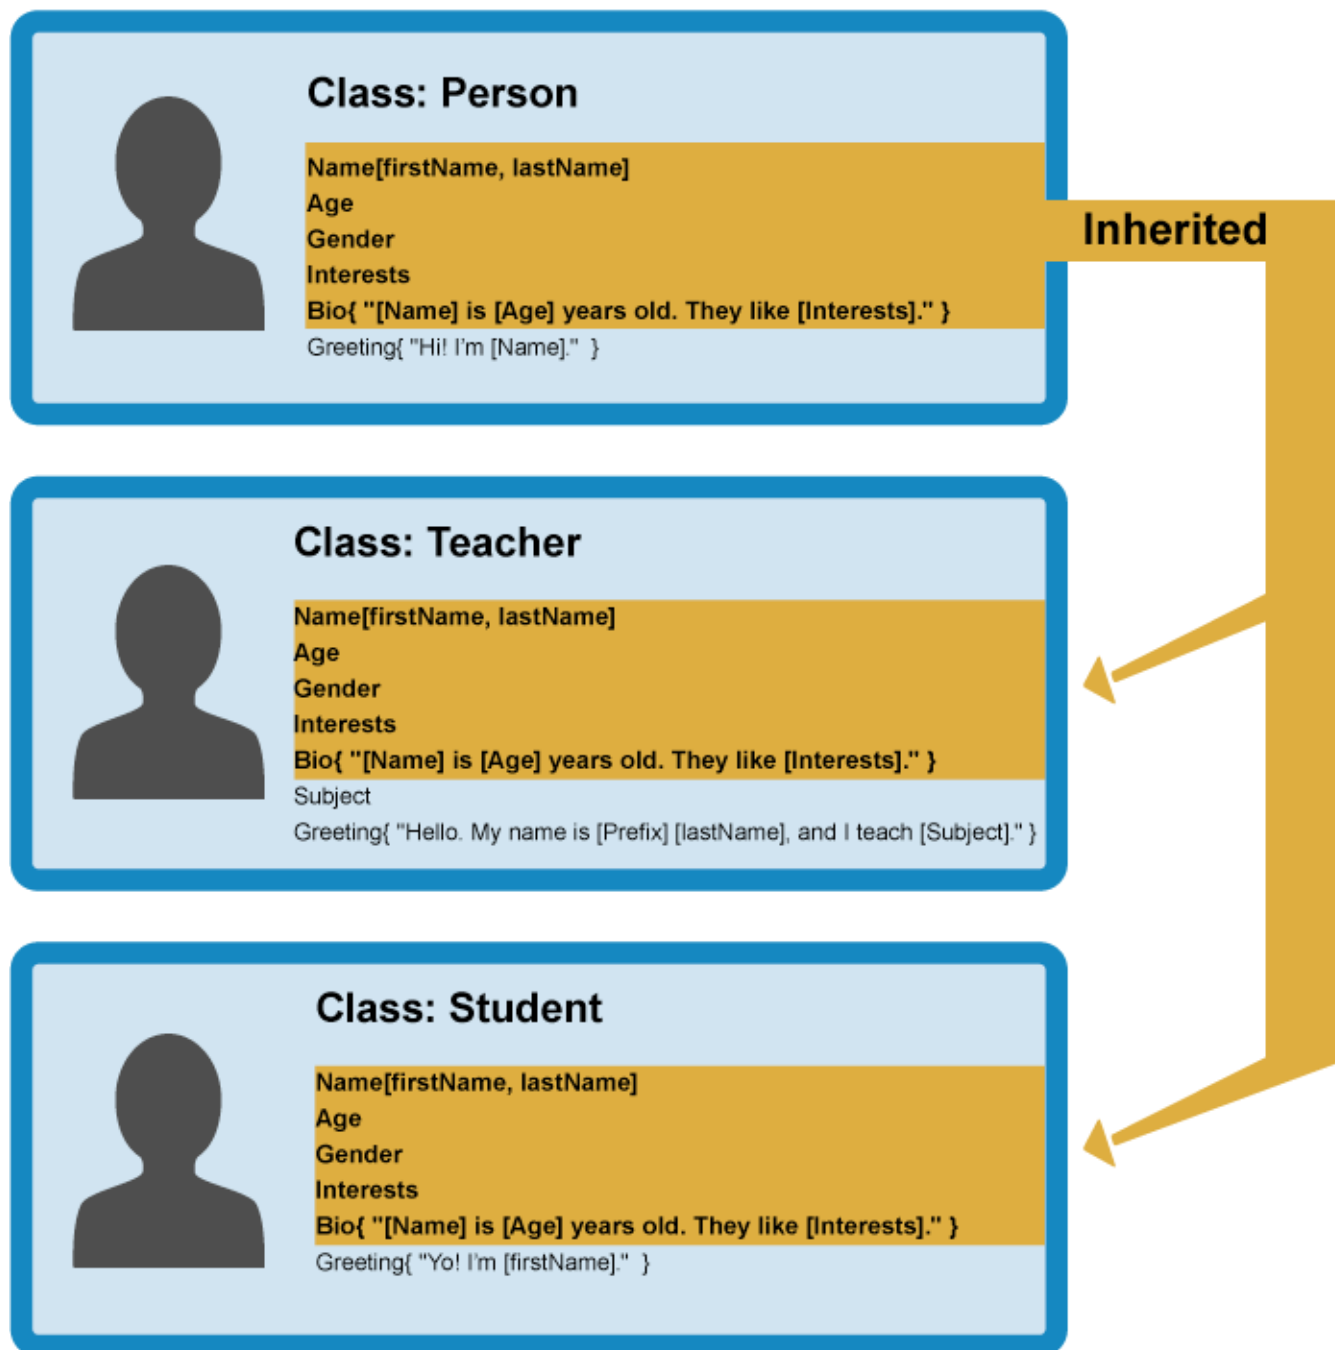 Class: Person
Name[firstName, lastName]
Age
Gender
Interests
Bio{ "[Name] is [Age] years old. They like [Interests]." }
Greeting{ "Hi! I’m [Name]."  }
Inherited
Class: Teacher
Name[firstName, lastName]
Age
Gender
Interests
Bio{ "[Name] is [Age] years old. They like [Interests]." }
Subject
Greeting{ "Hello. My name is [Prefix] [lastName], and I teach [Subject]." }
Class: Student
Name[firstName, lastName]
Age
Gender
Interests
Bio{ "[Name] is [Age] years old. They like [Interests]." }
Greeting{ "Yo! I’m [firstName]."  }